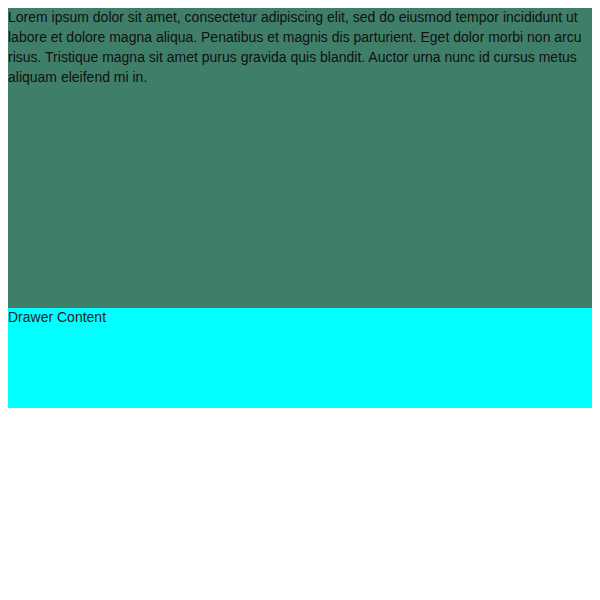 Lorem ipsum dolor sit amet, consectetur adipiscing elit, sed do eiusmod tempor incididunt ut
labore et dolore magna aliqua. Penatibus et magnis dis parturient. Eget dolor morbi non arcu
risus. Tristique magna sit amet purus gravida quis blandit. Auctor urna nunc id cursus metus
aliquam eleifend mi in.
Drawer Content